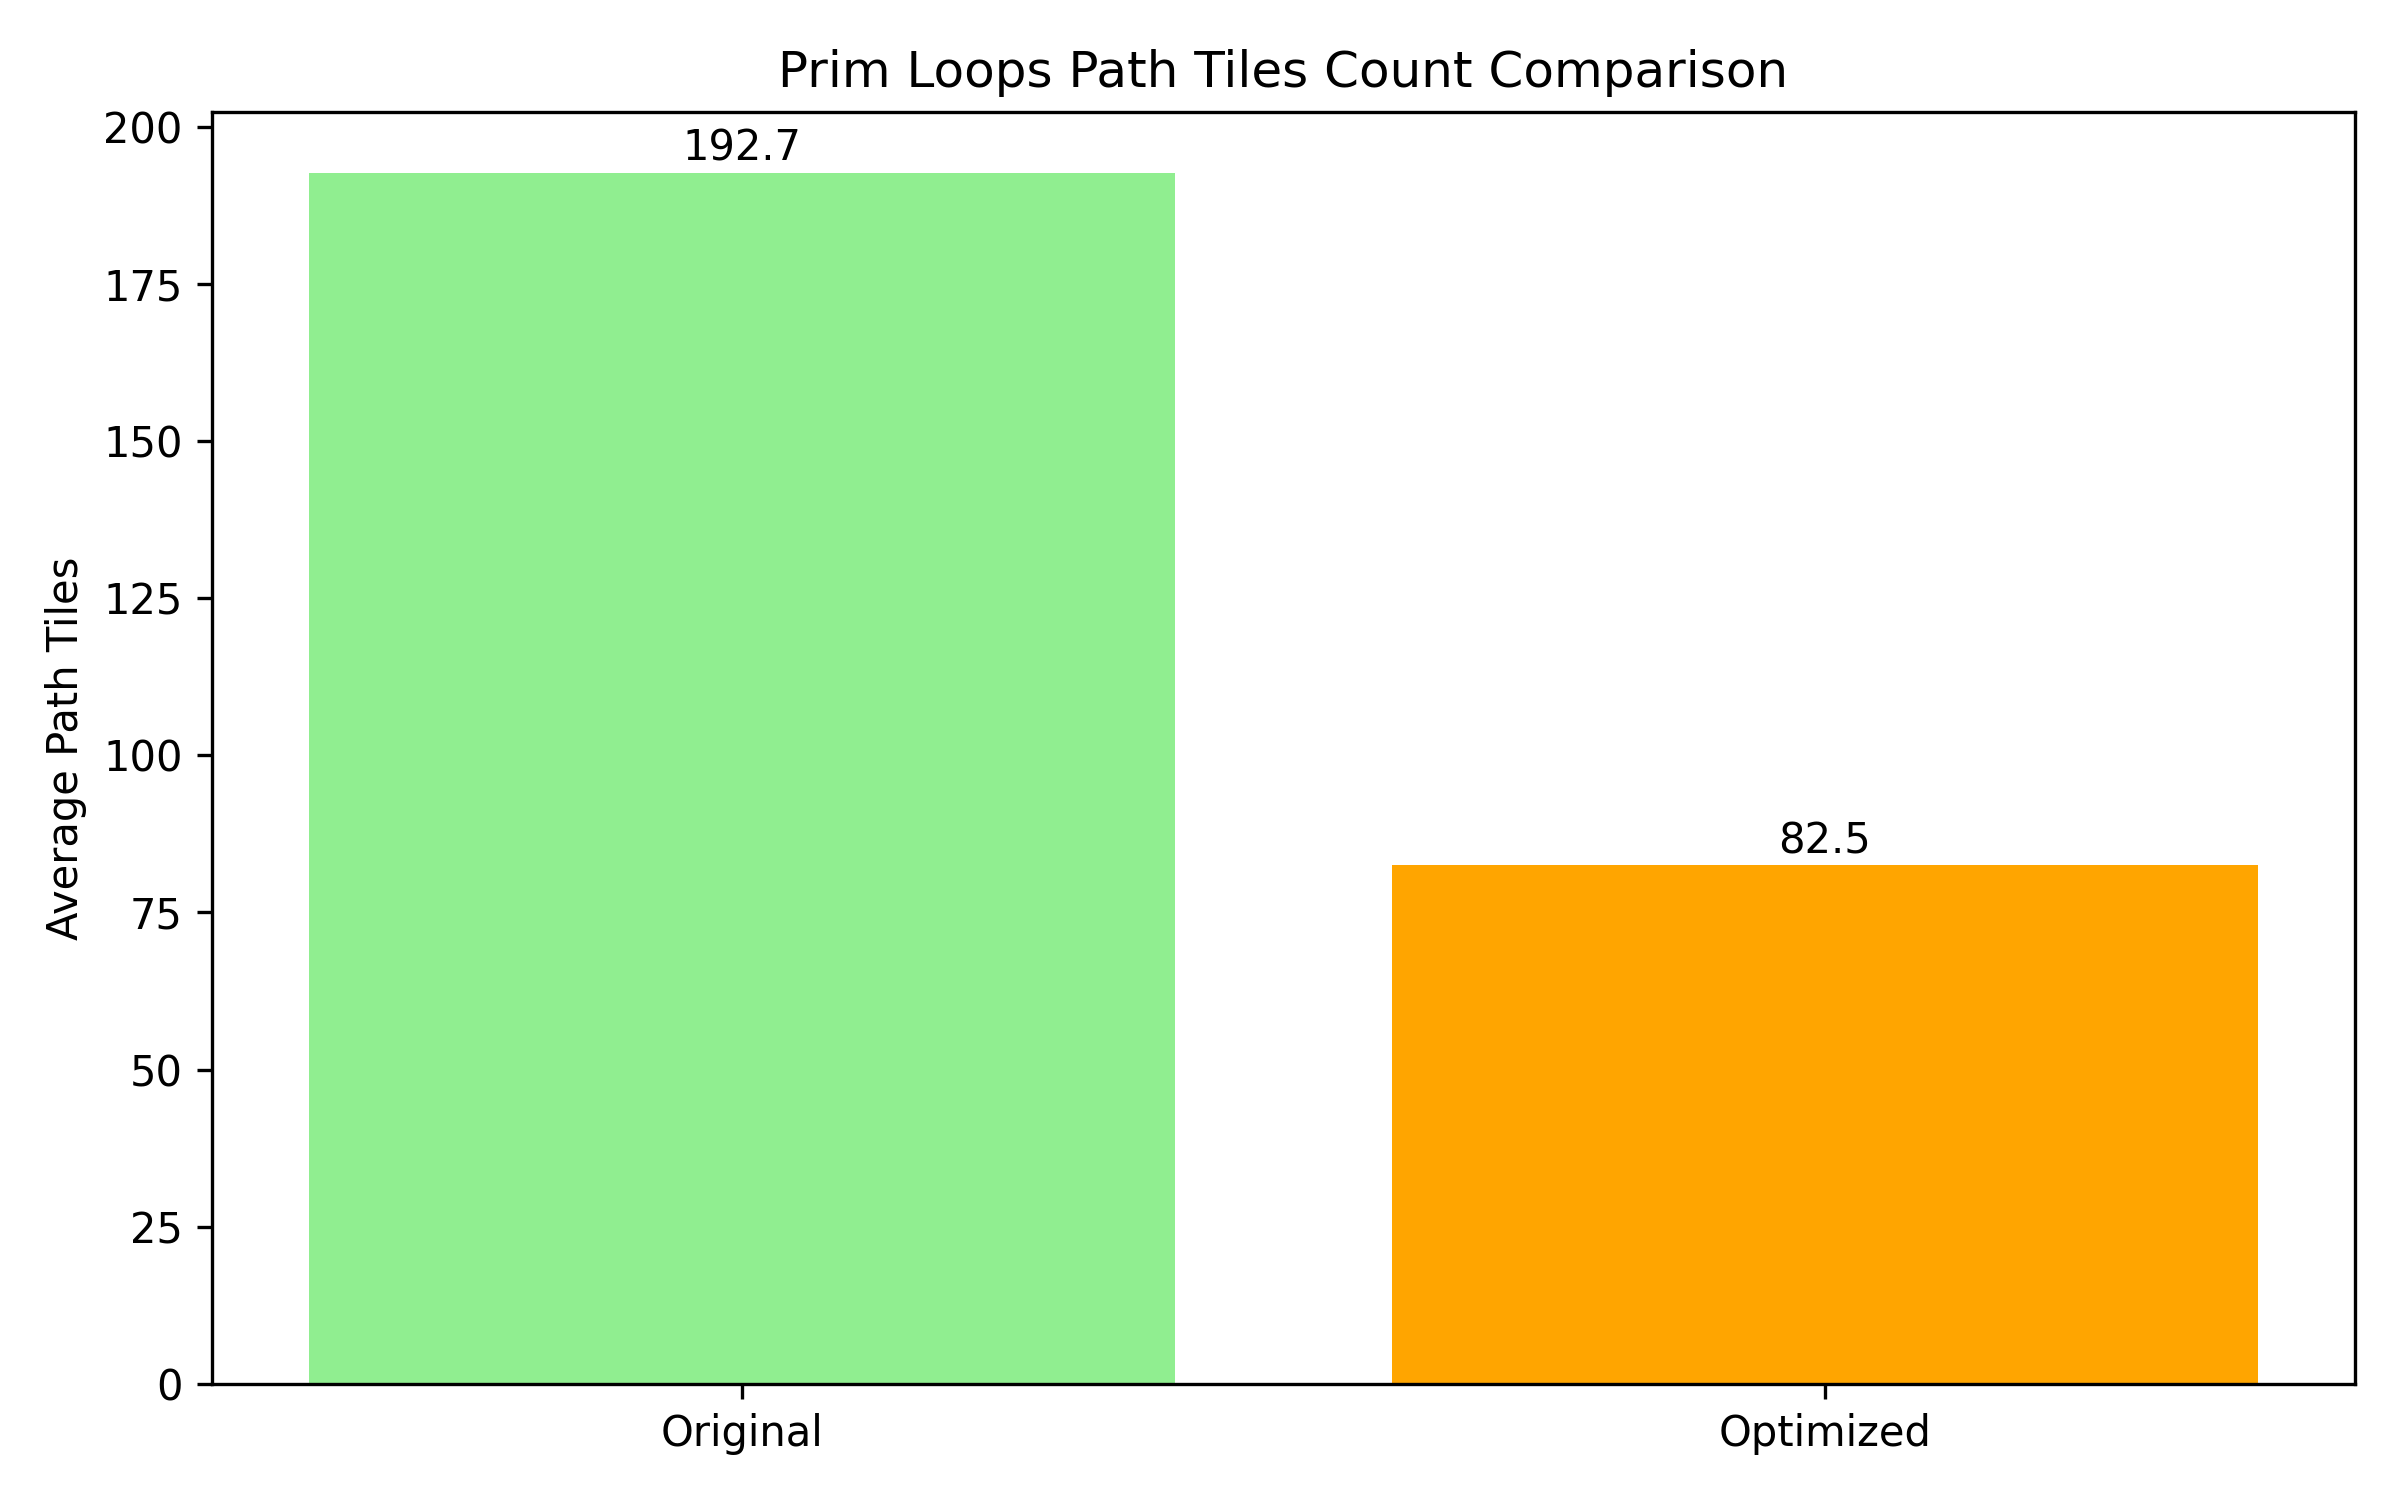 Prim Loops Path Tiles Count Comparison
Average Path Tiles
200
175
150
125
100
75
50
25
0
192.7
82.5
Original
Optimized